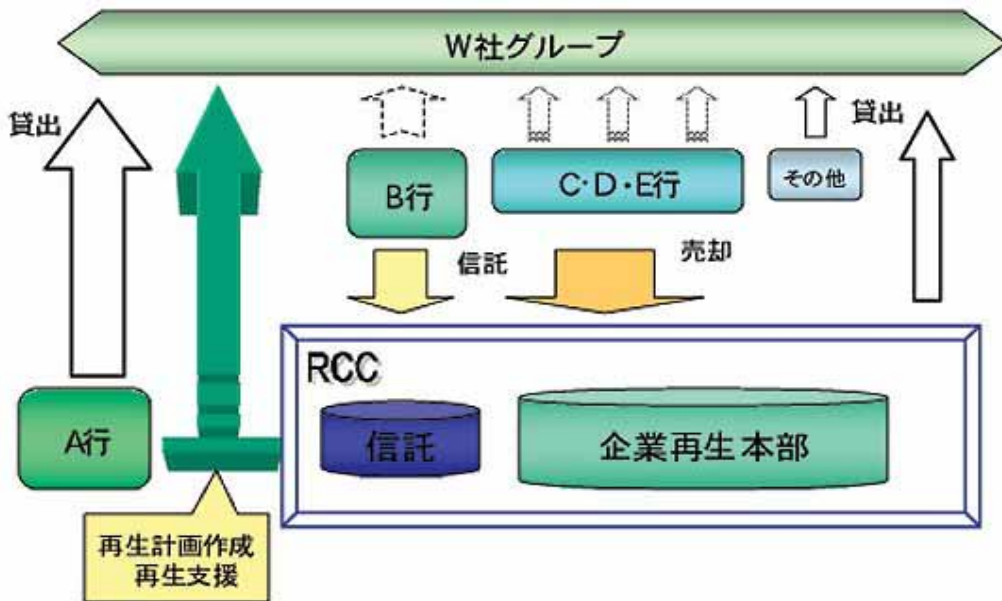 W社グループ
貸出
貸出
B行
C・D・E行
その他
信託
売却
RCC
A行
信託
企業再生本部
再生計画作成
再生支援